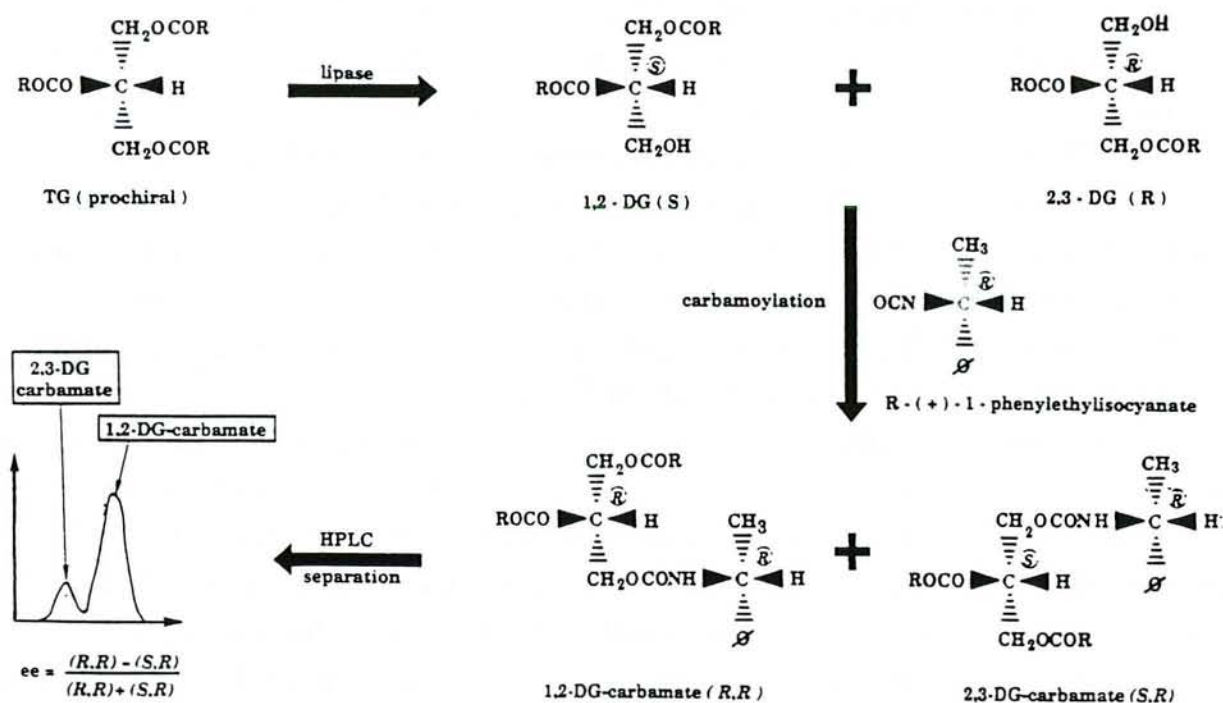 CH2OCOR
ROCO C H
CH2OCOR
TG ( prochiral)
lipase
CH2OCOR
S
ROCO C H
CH2OH
1,2 - DG ( S )
+
CH2OH
R
ROCO C H
CH2OCOR
2,3 - DG ( R )
carbamoylation
CH3
R
OCN C H
Ø
R - ( + ) - 1 - phenylethylisocyanate
2,3-DG
carbamate
1,2-DG-carbamate
ee = (R,R) - (S,R)
(R,R) + (S,R)
HPLC
separation
CH2OCOR
R
ROCO C H
CH2OCONH
CH3
R
C H
Ø
1,2-DG-carbamate ( R,R )
+
CH3
R
CH2OCONH C H
Ø
S
ROCO C H
CH2OCOR
2,3-DG-carbamate (S,R)